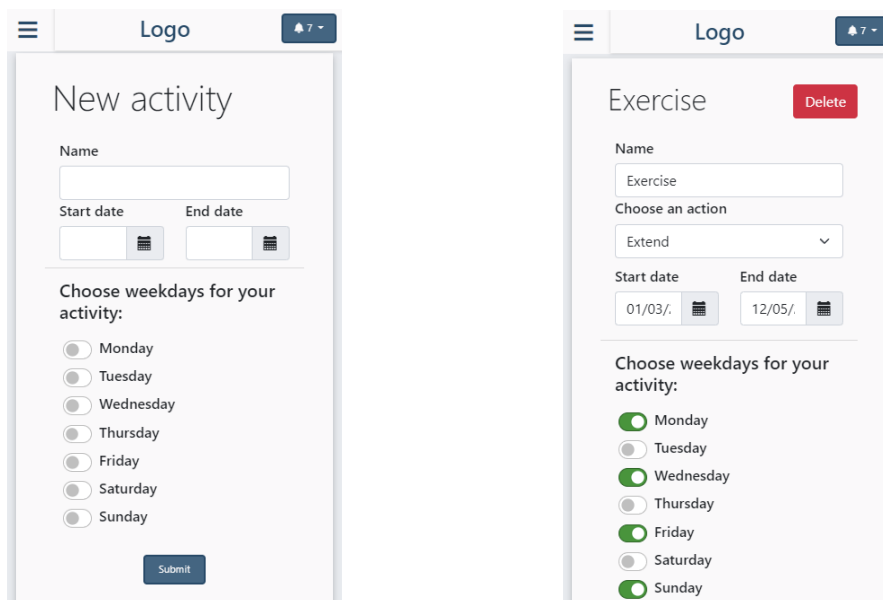 Logo
7
New activity
Name
Start date End date
Choose weekdays for your
activity:
Monday
Tuesday
Wednesday
Thursday
Friday
Saturday
Sunday
Submit
Logo
7
Exercise
Delete
Name
Exercise
Choose an action
Extend
Start date End date
01/03/ 12/05/
Choose weekdays for your
activity:
Monday
Tuesday
Wednesday
Thursday
Friday
Saturday
Sunday